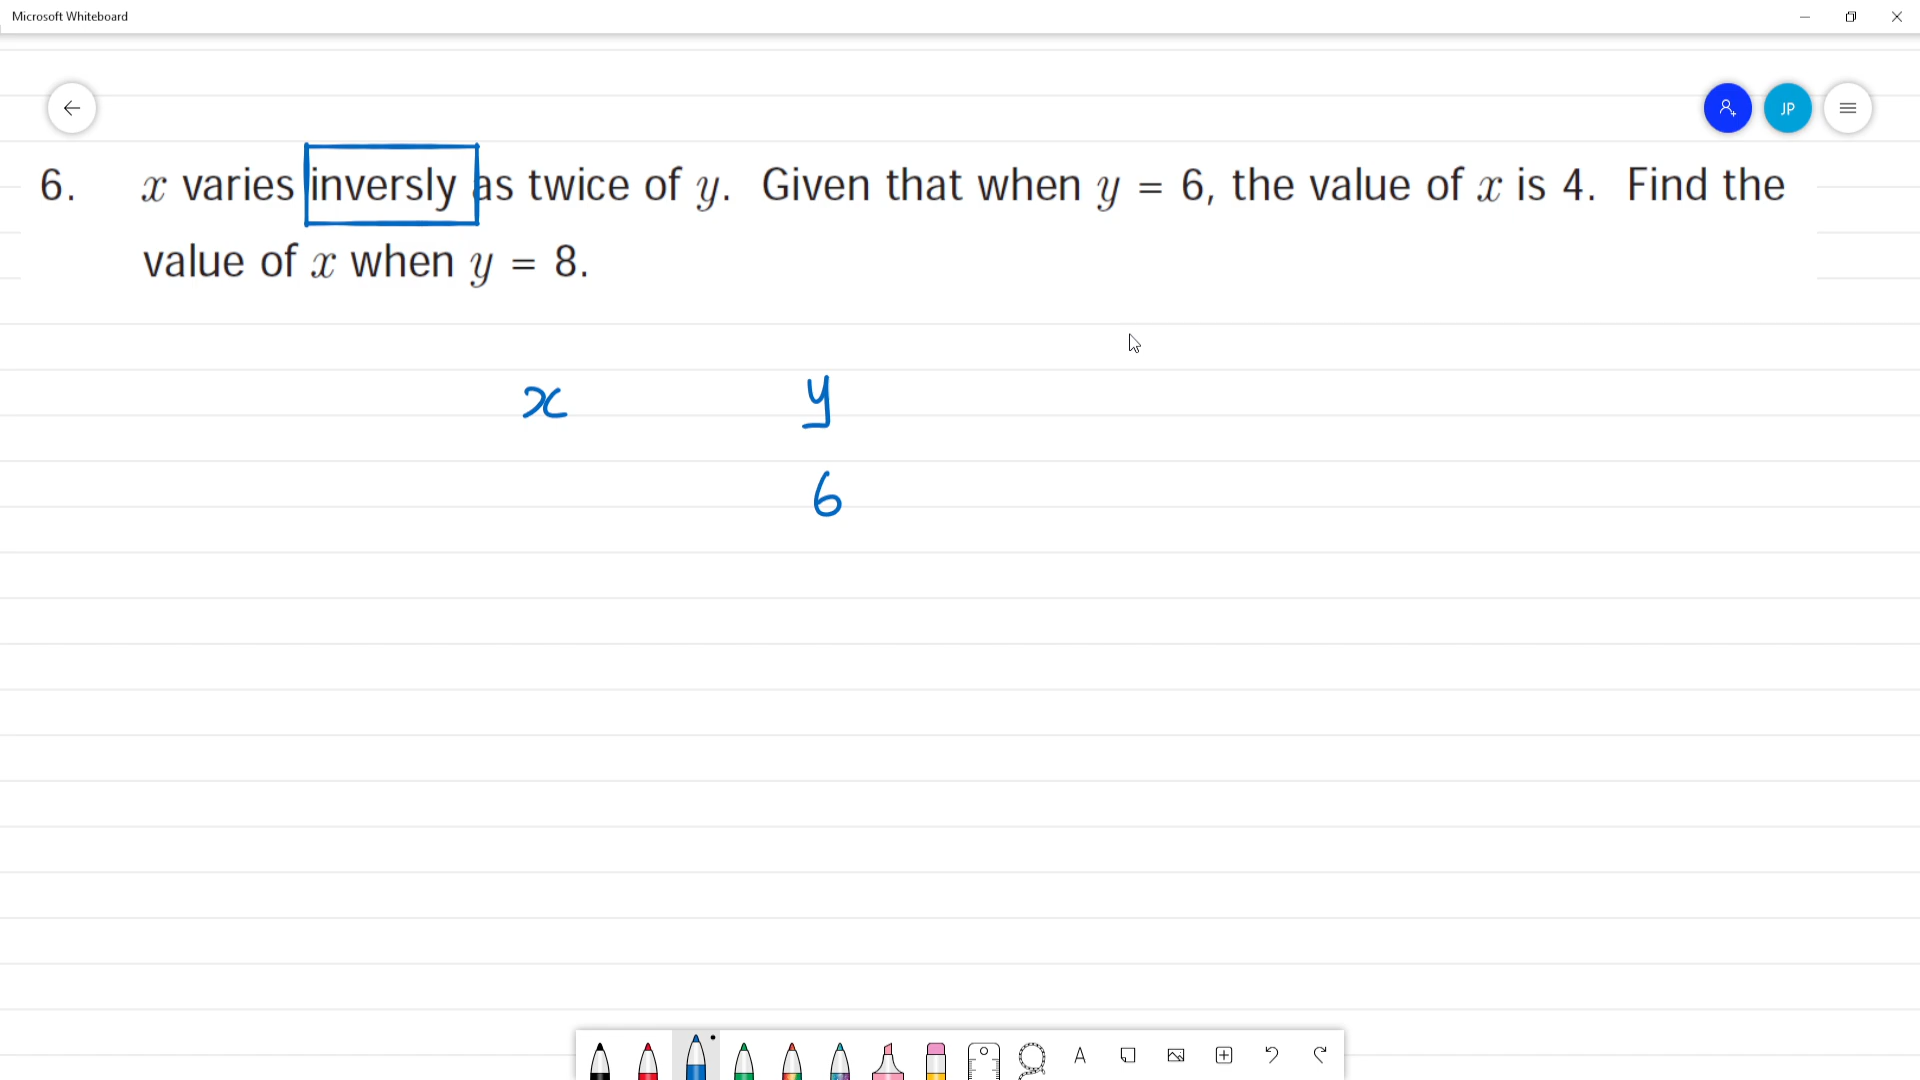 Microsoft Whiteboard
JP
6. x varies inversly as twice of y. Given that when y = 6, the value of x is 4. Find the
value of x when y = 8.
x y
6
A